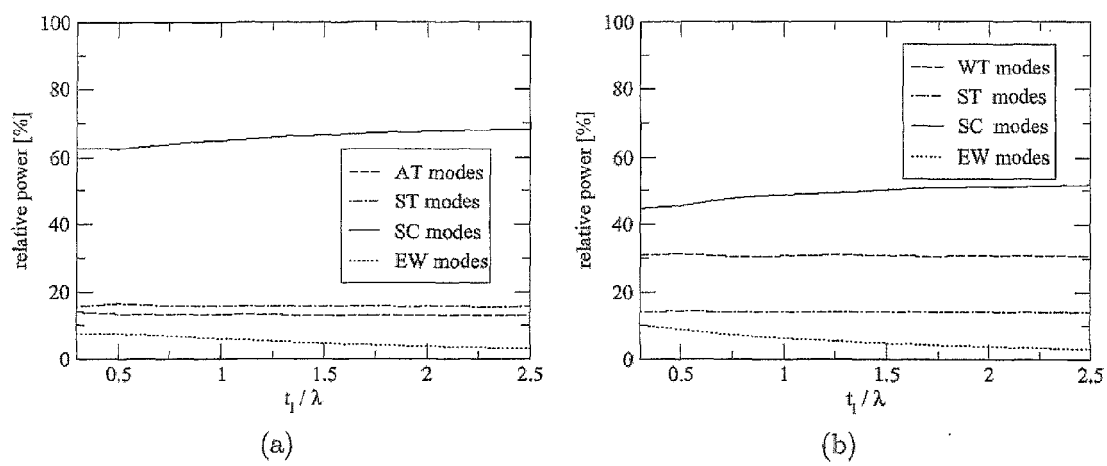 100
80
60
40
20
0
relative power [%]
AT modes
ST modes
SC modes
EW modes
0.5 1 1.5 2 2.5
t_l / λ
(a)
100
80
60
40
20
0
relative power [%]
WT modes
ST modes
SC modes
EW modes
0.5 1 1.5 2 2.5
t_l / λ
(b)